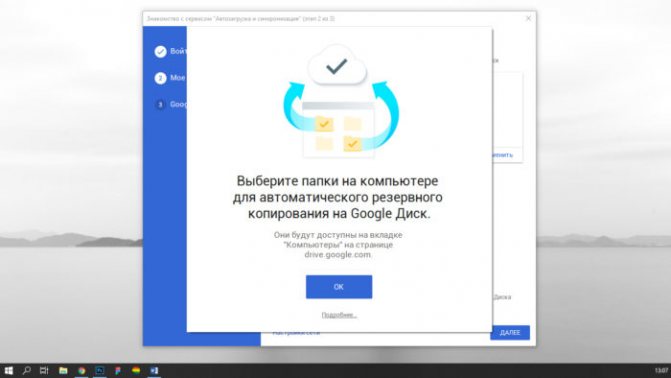 Знакомство с сервисом "Автозагрузка и синхронизация" (этап 2 из 3)
Войт
2 Мое
3 Goog
Выберите папки на компьютере
для автоматического резервного
копирования на Google Диск.
Они будут доступны на вкладке
"Компьютеры" на странице
drive.google.com.
ОК
Подробнее...
Диска
Настройки сети
ДАЛЕЕ
13:07